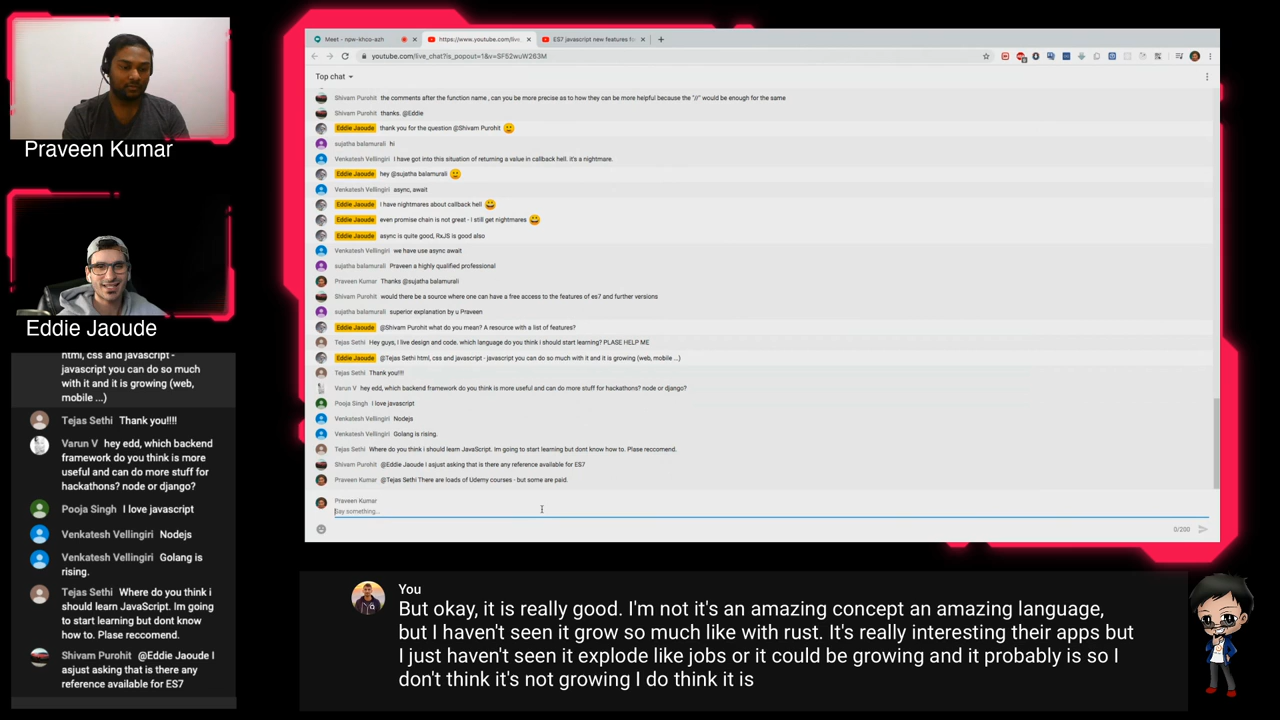 Praveen Kumar
Eddie Jaoude
html, css and javascript -
javascript you can do so much
with it and it is growing (web,
mobile ...)
Tejas Sethi Thank you!!!!
Varun V hey edd, which backend
framework do you think is more
useful and can do more stuff for
hackathons? node or django?
Pooja Singh I love javascript
Venkatesh Vellingiri Nodejs
Venkatesh Vellingiri Golang is
rising.
Tejas Sethi Where do you think i
should learn JavaScript. Im going
to start learning but dont know
how to. Plase reccomend.
Shivam Purohit @Eddie Jaoude I
asjust asking that is there any
reference available for ES7
Meet - npw-khco-azh
https://www.youtube.com/live
ES7 javascript new features fo
youtube.com/live_chat?is_popout=1&v=SF52wuW263M
Top chat
Shivam Purohit the comments after the function name , can you be more precise as to how they can be more helpful because the "//" would be enough for the same
Shivam Purohit thanks. @Eddie
Eddie Jaoude thank you for the question @Shivam Purohit
sujatha balamurali hi
Venkatesh Vellingiri I have got into this situation of returning a value in callback hell. it's a nightmare.
Eddie Jaoude hey @sujatha balamurali
Venkatesh Vellingiri async, await
Eddie Jaoude I have nightmares about callback hell
Eddie Jaoude even promise chain is not great - I still get nightmares
Eddie Jaoude async is quite good, RxJS is good also
Venkatesh Vellingiri we have use async await
sujatha balamurali Praveen a highly qualified professional
Praveen Kumar Thanks @sujatha balamurali
Shivam Purohit would there be a source where one can have a free access to the features of es7 and further versions
sujatha balamurali superior explanation by u Praveen
Eddie Jaoude @Shivam Purohit what do you mean? A resource with a list of features?
Tejas Sethi Hey guys, I live design and code. which language do you think i should start learning? PLASE HELP ME
Eddie Jaoude @Tejas Sethi html, css and javascript - javascript you can do so much with it and it is growing (web, mobile ...)
Tejas Sethi Thank you!!!!
Varun V hey edd, which backend framework do you think is more useful and can do more stuff for hackathons? node or django?
Pooja Singh I love javascript
Venkatesh Vellingiri Nodejs
Venkatesh Vellingiri Golang is rising.
Tejas Sethi Where do you think i should learn JavaScript. Im going to start learning but dont know how to. Plase reccomend.
Shivam Purohit @Eddie Jaoude I asjust asking that is there any reference available for ES7
Praveen Kumar @Tejas Sethi There are loads of Udemy courses - but some are paid.
Praveen Kumar
Say something...
0/200
You
But okay, it is really good. I'm not it's an amazing concept an amazing language,
but I haven't seen it grow so much like with rust. It's really interesting their apps but
I just haven't seen it explode like jobs or it could be growing and it probably is so I
don't think it's not growing I do think it is